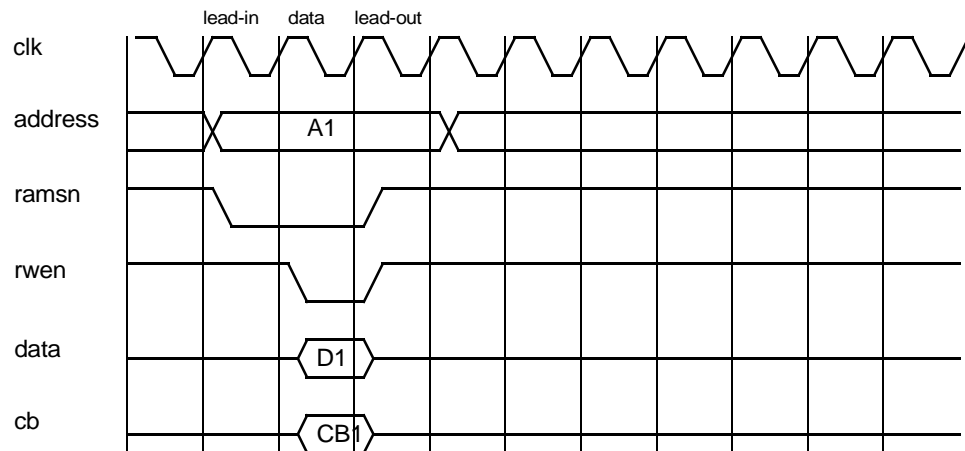 lead-in data lead-out
clk
address A1
ramsn
rwen
data D1
cb CB1